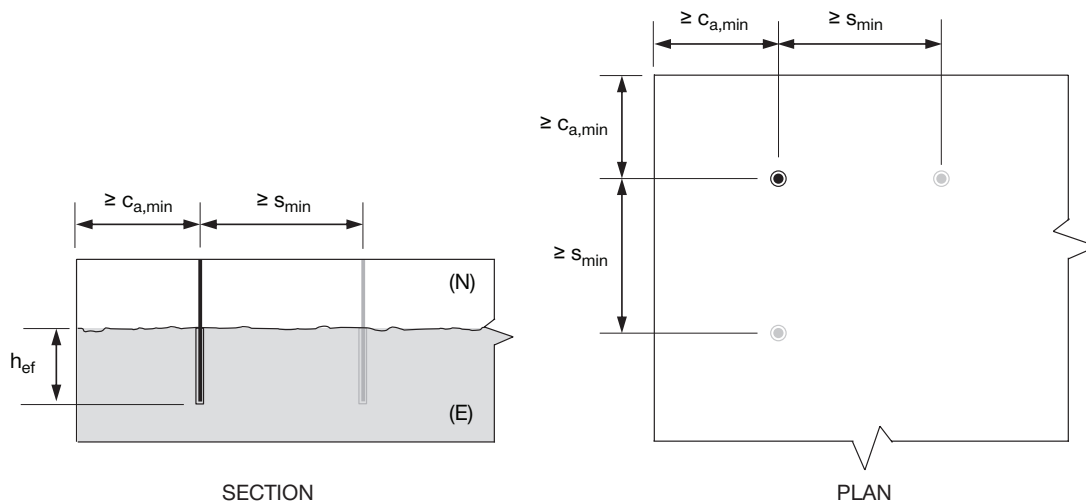 ≥ c_a,min
≥ s_min
≥ c_a,min
≥ s_min
≥ c_a,min
≥ s_min
(N)
h_ef
(E)
SECTION
PLAN